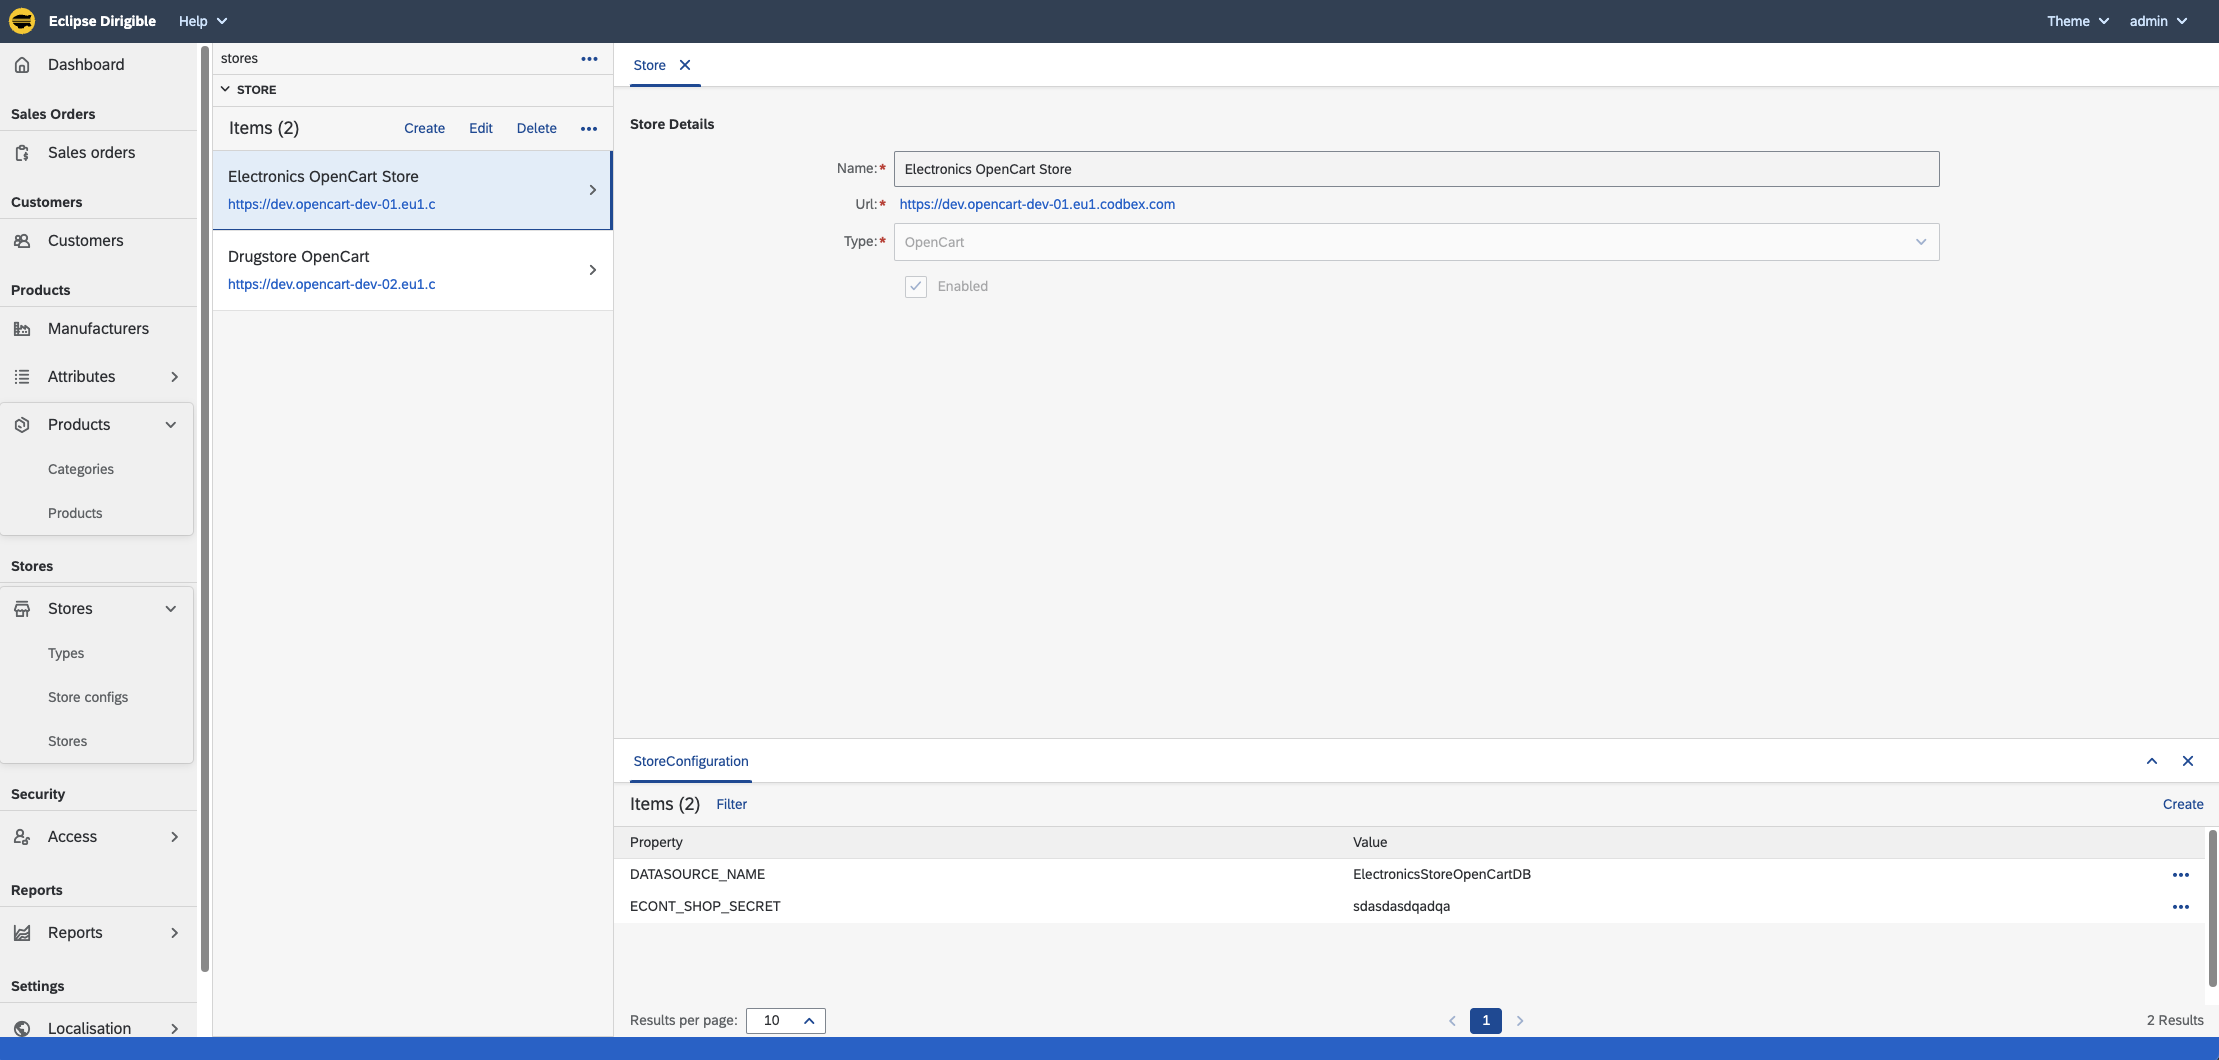 Eclipse Dirigible Help Theme admin
Dashboard
Sales Orders
Sales orders
Customers
Customers
Products
Manufacturers
Attributes
Products
Categories
Products
Stores
Stores
Types
Store configs
Stores
Security
Access
Reports
Reports
Settings
Localisation
stores
STORE
Items (2) Create Edit Delete
Electronics OpenCart Store
https://dev.opencart-dev-01.eu1.c
Drugstore OpenCart
https://dev.opencart-dev-02.eu1.c
Store
Store Details
Name:* Electronics OpenCart Store
Url:* https://dev.opencart-dev-01.eu1.codbex.com
Type:* OpenCart
Enabled
StoreConfiguration
Items (2) Filter Create
Property Value
DATASOURCE_NAME ElectronicsStoreOpenCartDB
ECONT_SHOP_SECRET sdasdasdqadqa
Results per page: 10 1 2 Results